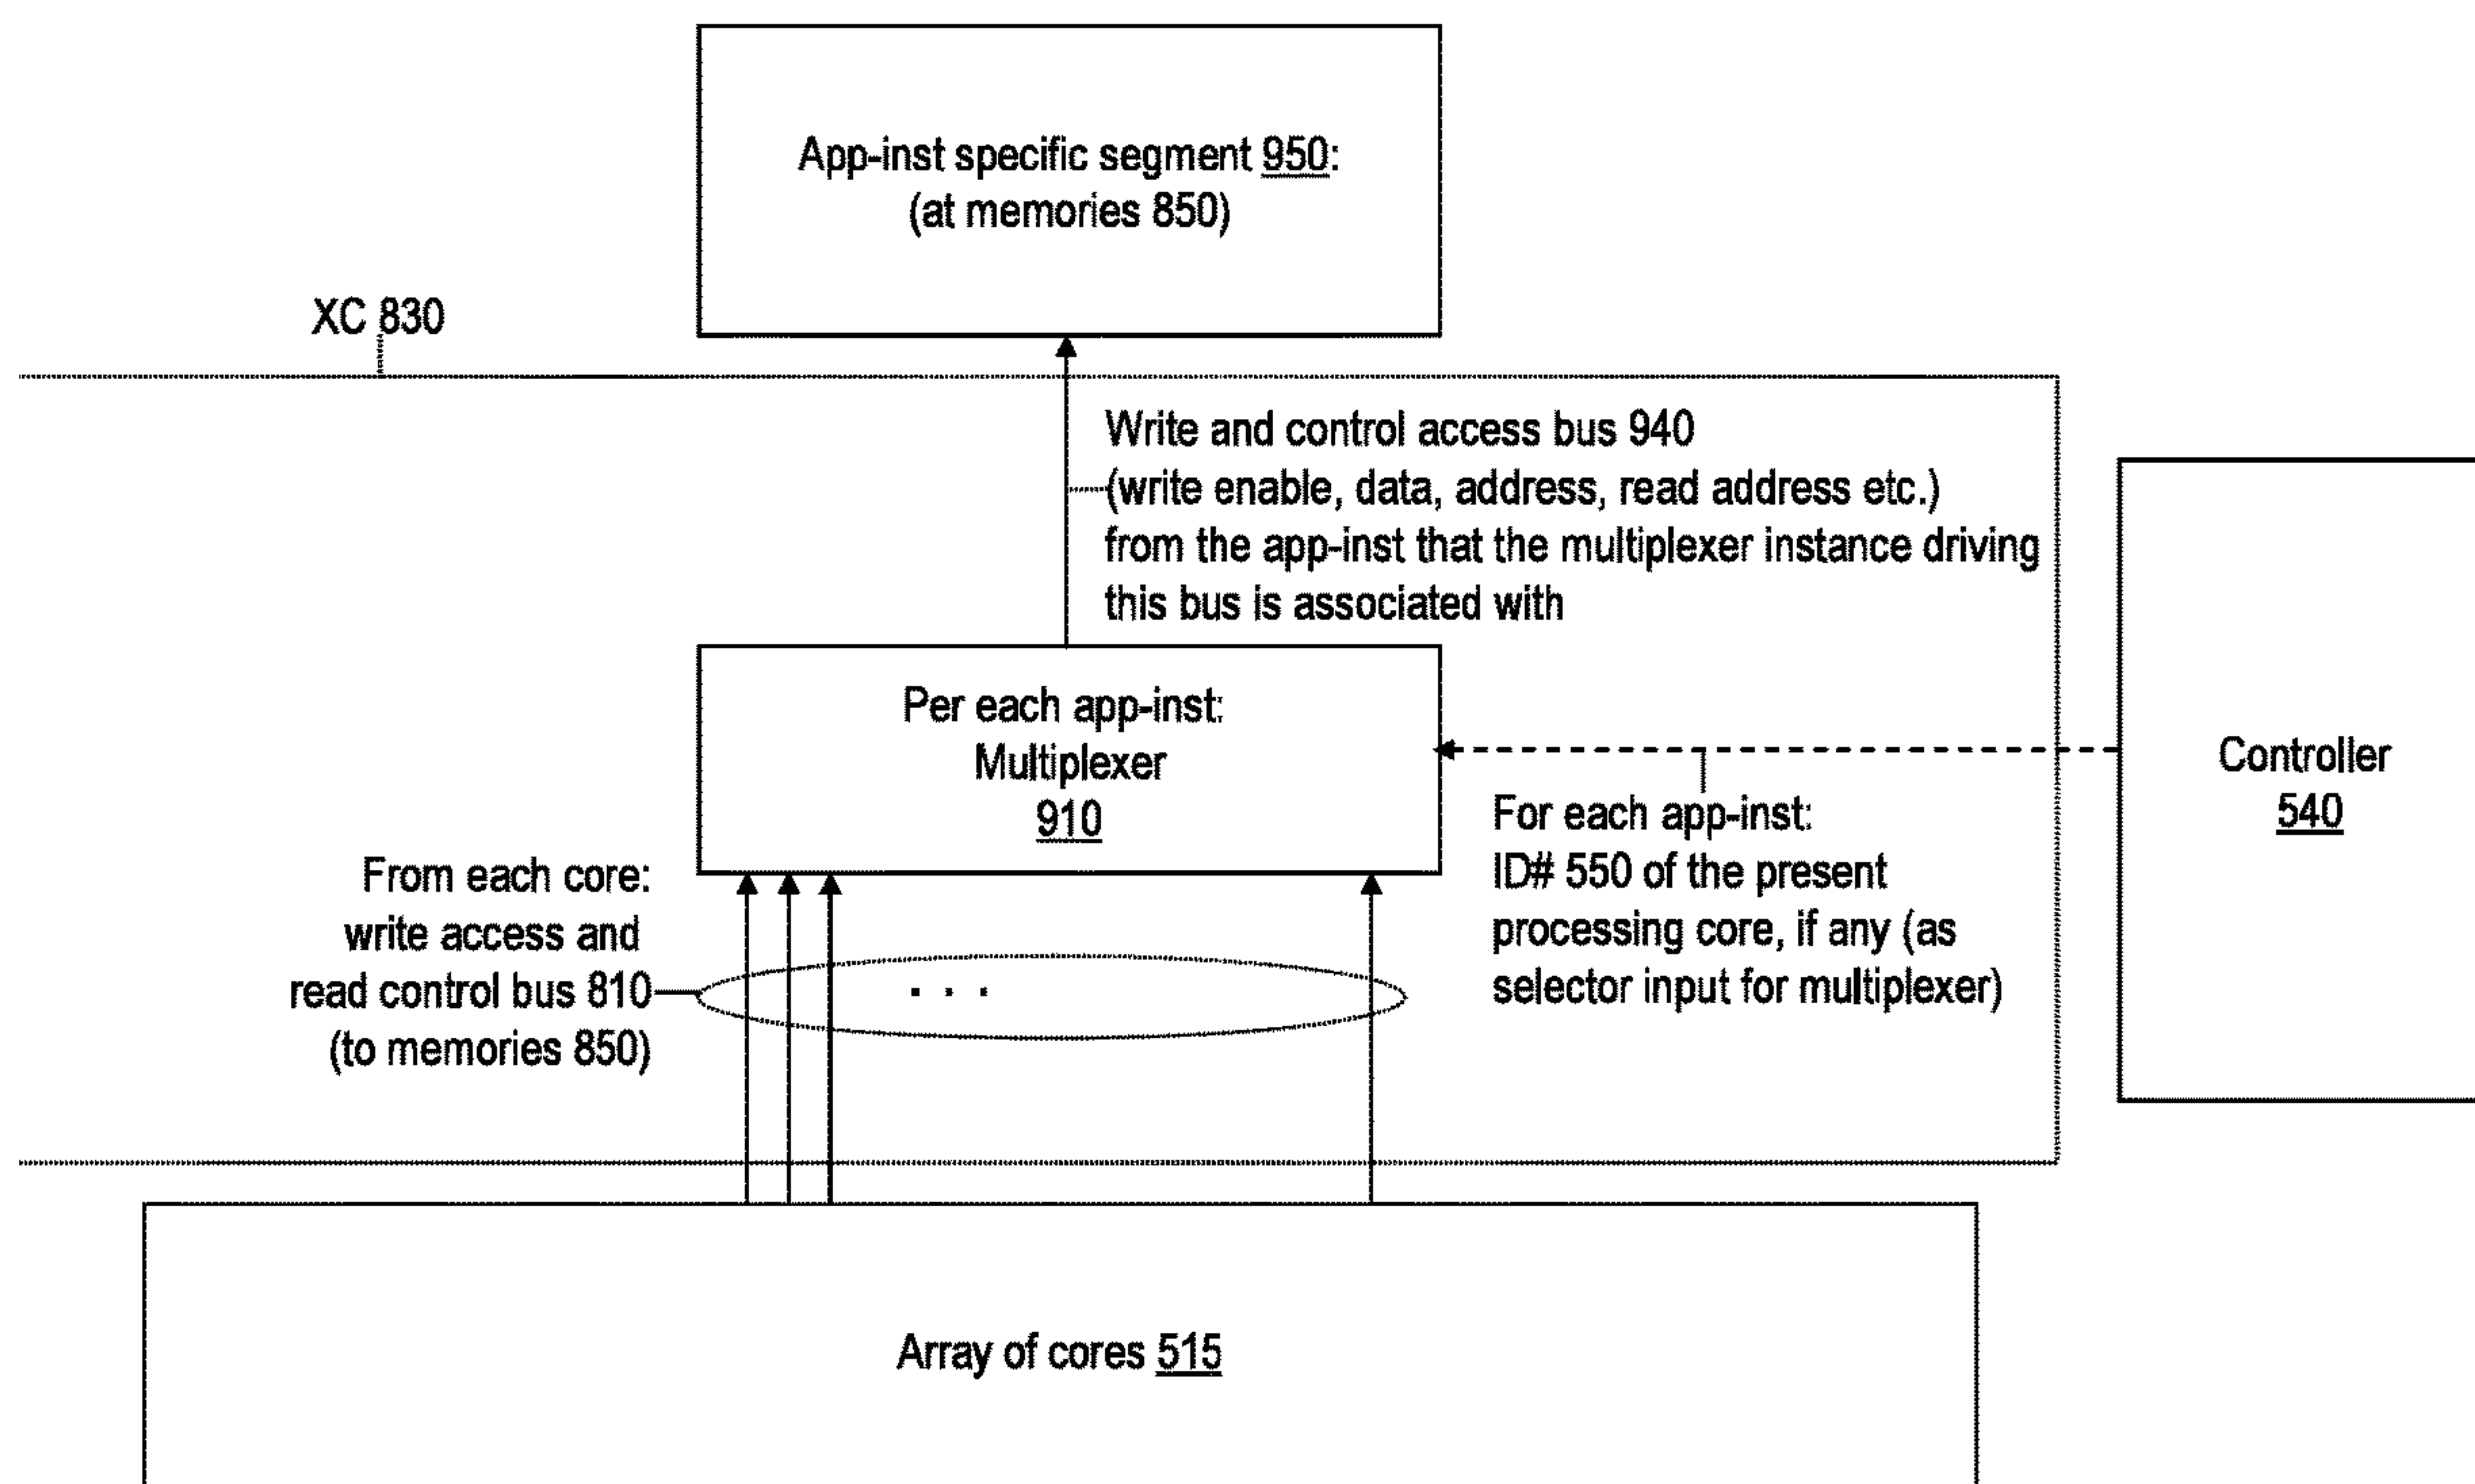 App-inst specific segment 950:
(at memories 850)
XC 830
Write and control access bus 940
(write enable, data, address, read address etc.)
from the app-inst that the multiplexer instance driving
this bus is associated with
Per each app-inst:
Multiplexer
910
Controller
540
For each app-inst:
ID# 550 of the present
processing core, if any (as
selector input for multiplexer)
From each core:
write access and
read control bus 810
(to memories 850)
. . .
Array of cores 515